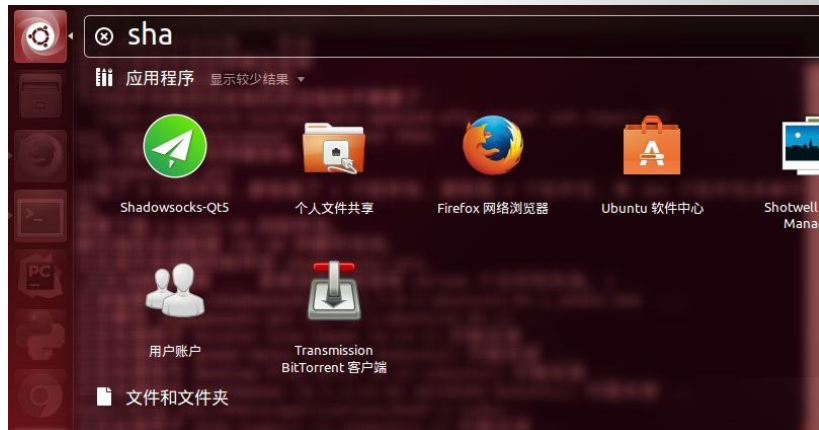 sha
应用程序 显示较少结果
Shadowsocks-Qt5
个人文件共享
Firefox 网络浏览器
Ubuntu 软件中心
Shotwell
Mana
用户账户
Transmission
BitTorrent 客户端
文件和文件夹
>_
PC